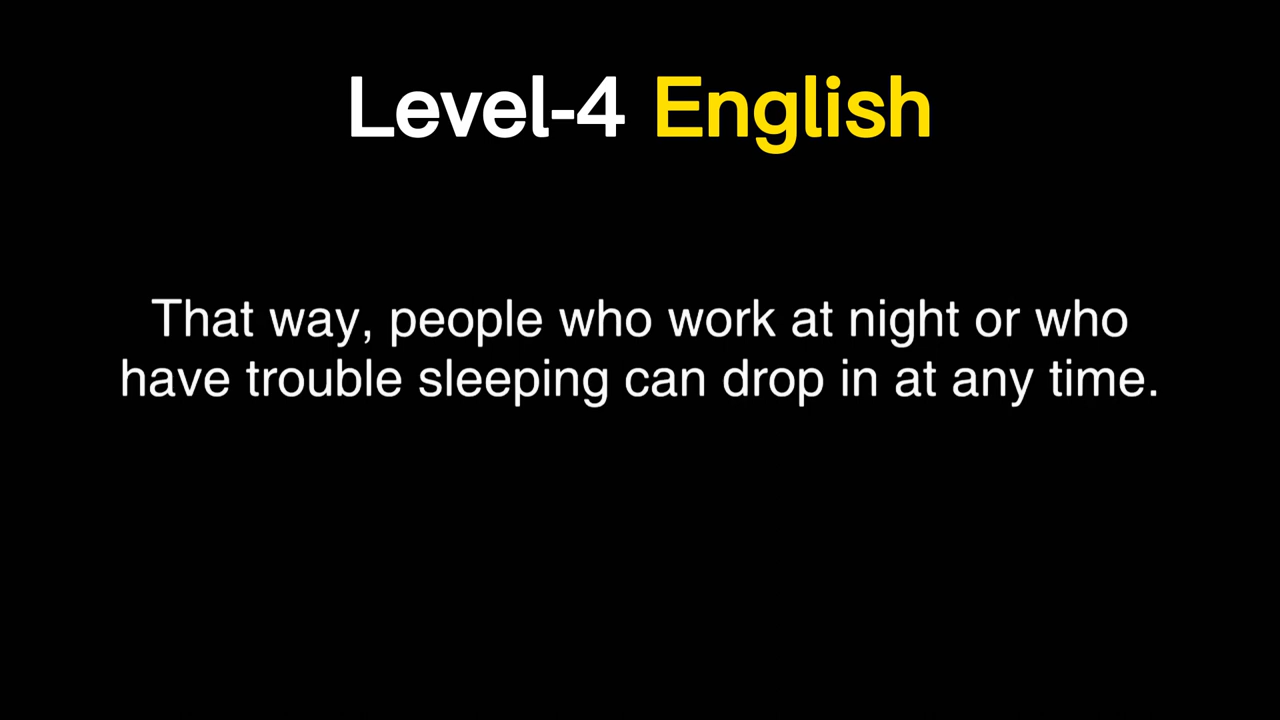 Level-4 English
That way, people who work at night or who
have trouble sleeping can drop in at any time.